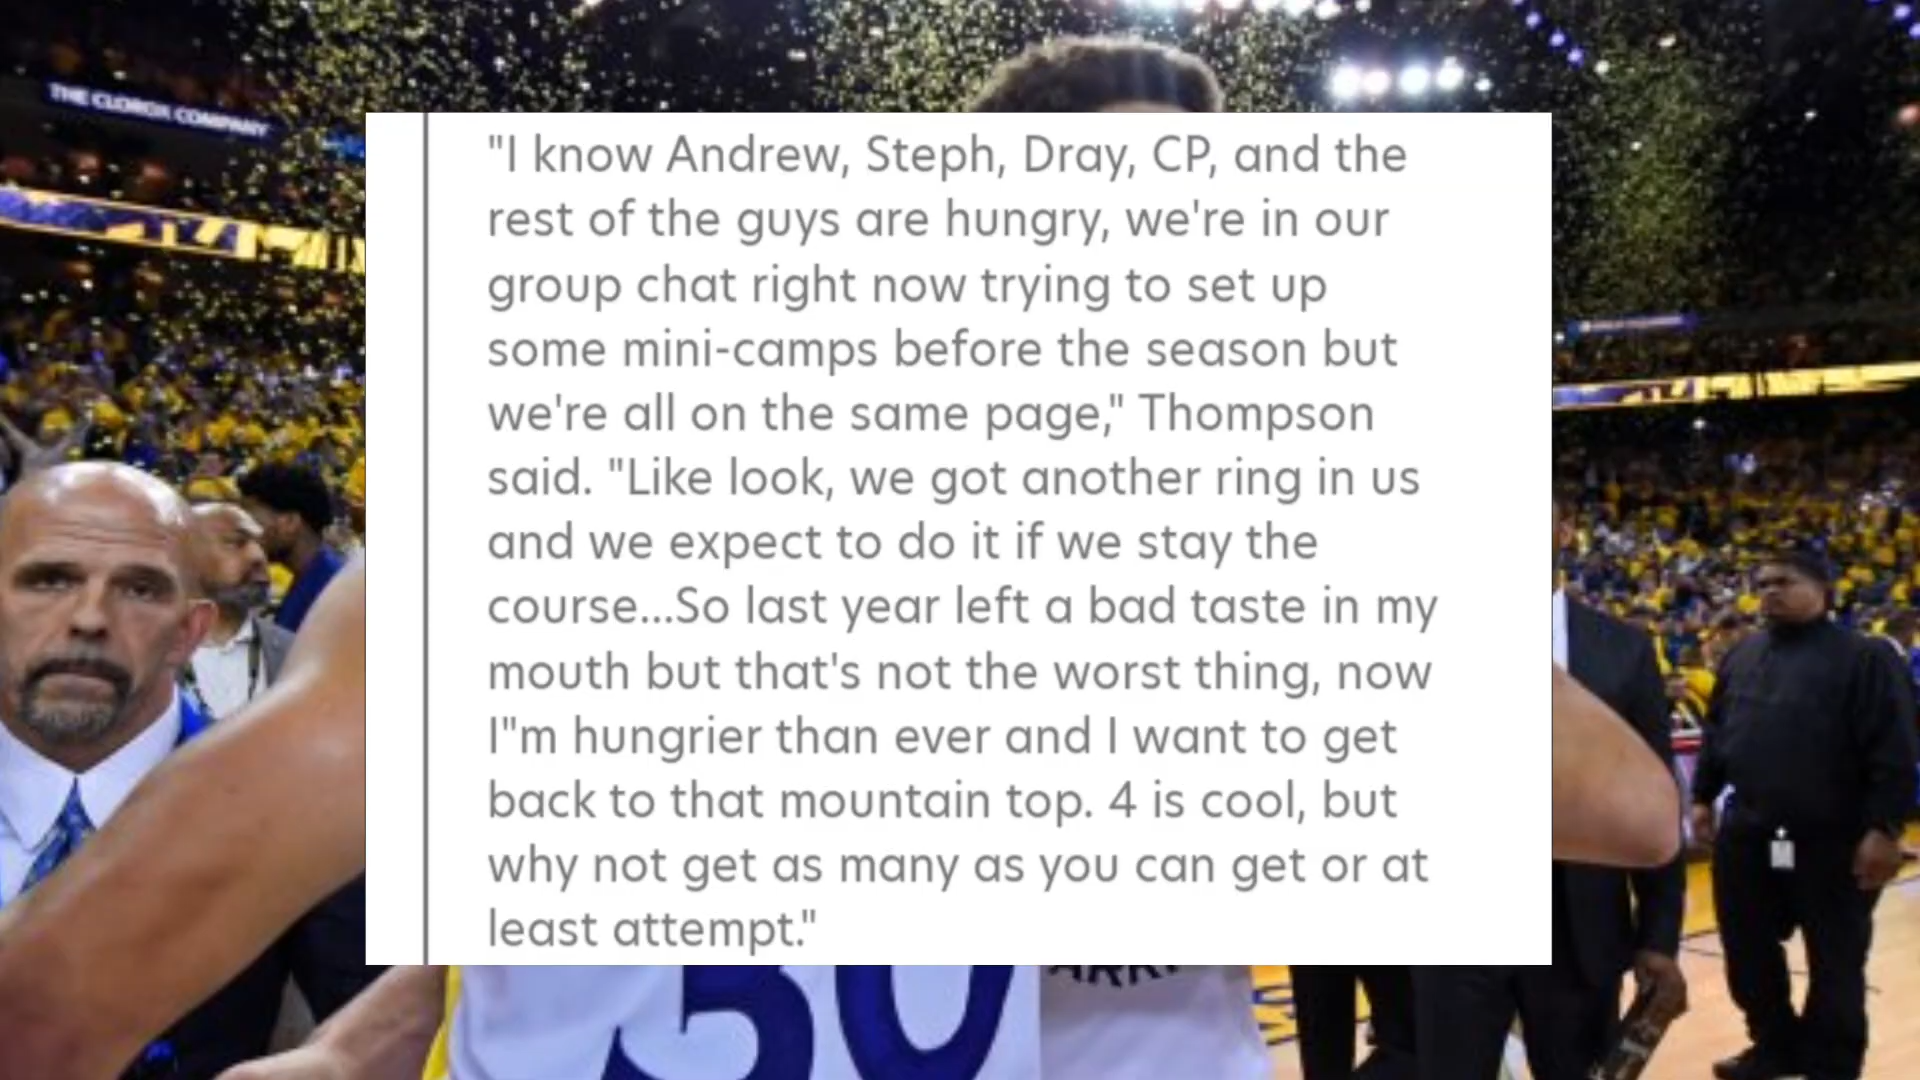 THE CLOROX COMPANY
"I know Andrew, Steph, Dray, CP, and the
rest of the guys are hungry, we're in our
group chat right now trying to set up
some mini-camps before the season but
we're all on the same page," Thompson
said. "Like look, we got another ring in us
and we expect to do it if we stay the
course...So last year left a bad taste in my
mouth but that's not the worst thing, now
I"m hungrier than ever and I want to get
back to that mountain top. 4 is cool, but
why not get as many as you can get or at
least attempt."
30